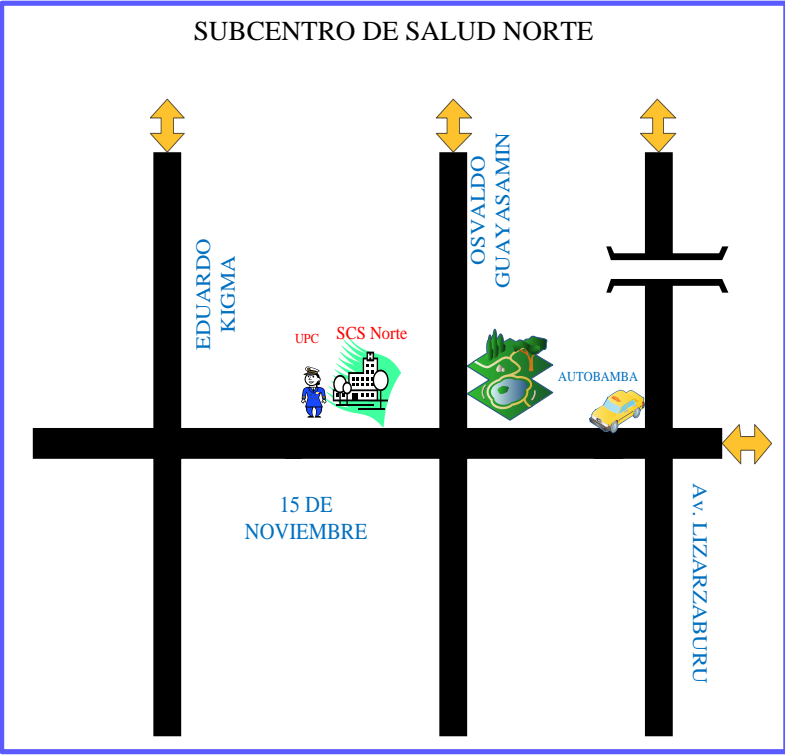 SUBCENTRO DE SALUD NORTE
OSVALDO
GUAYASAMIN
EDUARDO
KIGMA
UPC
SCS Norte
AUTOBAMBA
15 DE
NOVIEMBRE
Av. LIZARZABURU